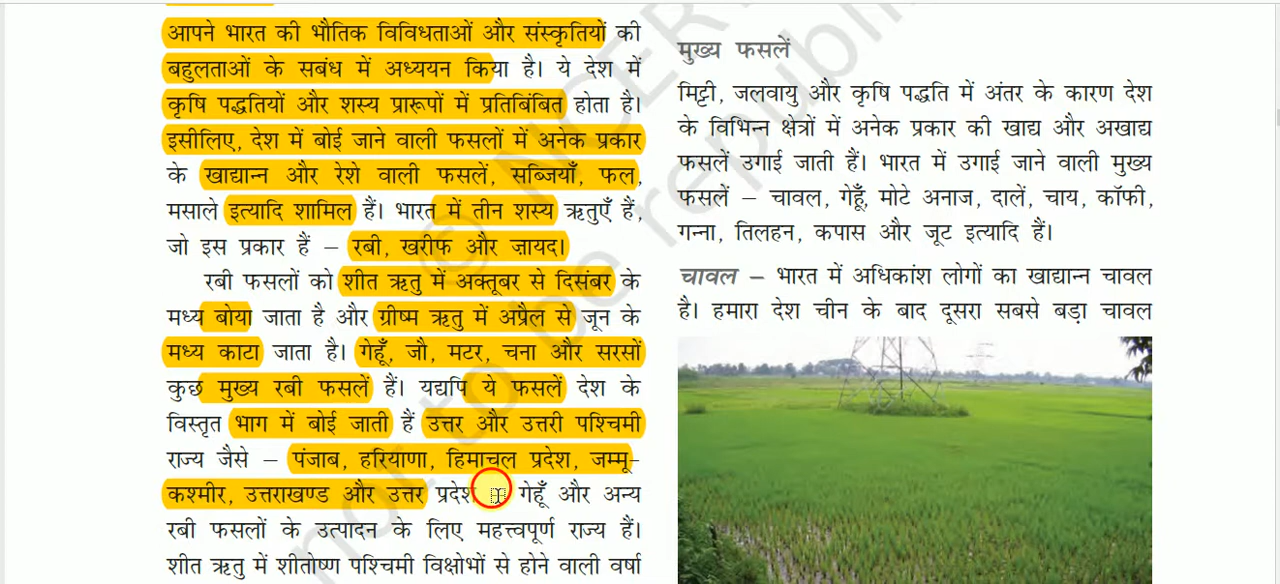 आपने भारत की भौतिक विविधताओं और संस्कृतियों की
बहुलताओं के सबंध में अध्ययन किया है। ये देश में
कृषि पद्धतियों और शस्य प्रारूपों में प्रतिबिंबित होता है।
इसीलिए, देश में बोई जाने वाली फसलों में अनेक प्रकार
के खाद्यान्न और रेशे वाली फसलें, सब्जियाँ, फल,
मसाले इत्यादि शामिल हैं। भारत में तीन शस्य ऋतुएँ हैं,
जो इस प्रकार हैं – रबी, खरीफ और ज़ायद।
रबी फसलों को शीत ऋतु में अक्तूबर से दिसंबर के
मध्य बोया जाता है और ग्रीष्म ऋतु में अप्रैल से जून के
मध्य काटा जाता है। गेहूँ, जौ, मटर, चना और सरसों
कुछ मुख्य रबी फसलें हैं। यद्यपि ये फसलें देश के
विस्तृत भाग में बोई जाती हैं उत्तर और उत्तरी पश्चिमी
राज्य जैसे – पंजाब, हरियाणा, हिमाचल प्रदेश, जम्मू-
कश्मीर, उत्तराखण्ड और उत्तर प्रदेश गेहूँ और अन्य
रबी फसलों के उत्पादन के लिए महत्त्वपूर्ण राज्य हैं।
शीत ऋतु में शीतोष्ण पश्चिमी विक्षोभों से होने वाली वर्षा
मुख्य फसलें
मिट्टी, जलवायु और कृषि पद्धति में अंतर के कारण देश
के विभिन्न क्षेत्रों में अनेक प्रकार की खाद्य और अखाद्य
फसलें उगाई जाती हैं। भारत में उगाई जाने वाली मुख्य
फसलें – चावल, गेहूँ, मोटे अनाज, दालें, चाय, कॉफी,
गन्ना, तिलहन, कपास और जूट इत्यादि हैं।
चावल – भारत में अधिकांश लोगों का खाद्यान्न चावल
है। हमारा देश चीन के बाद दूसरा सबसे बड़ा चावल
© NCER
not to be republi